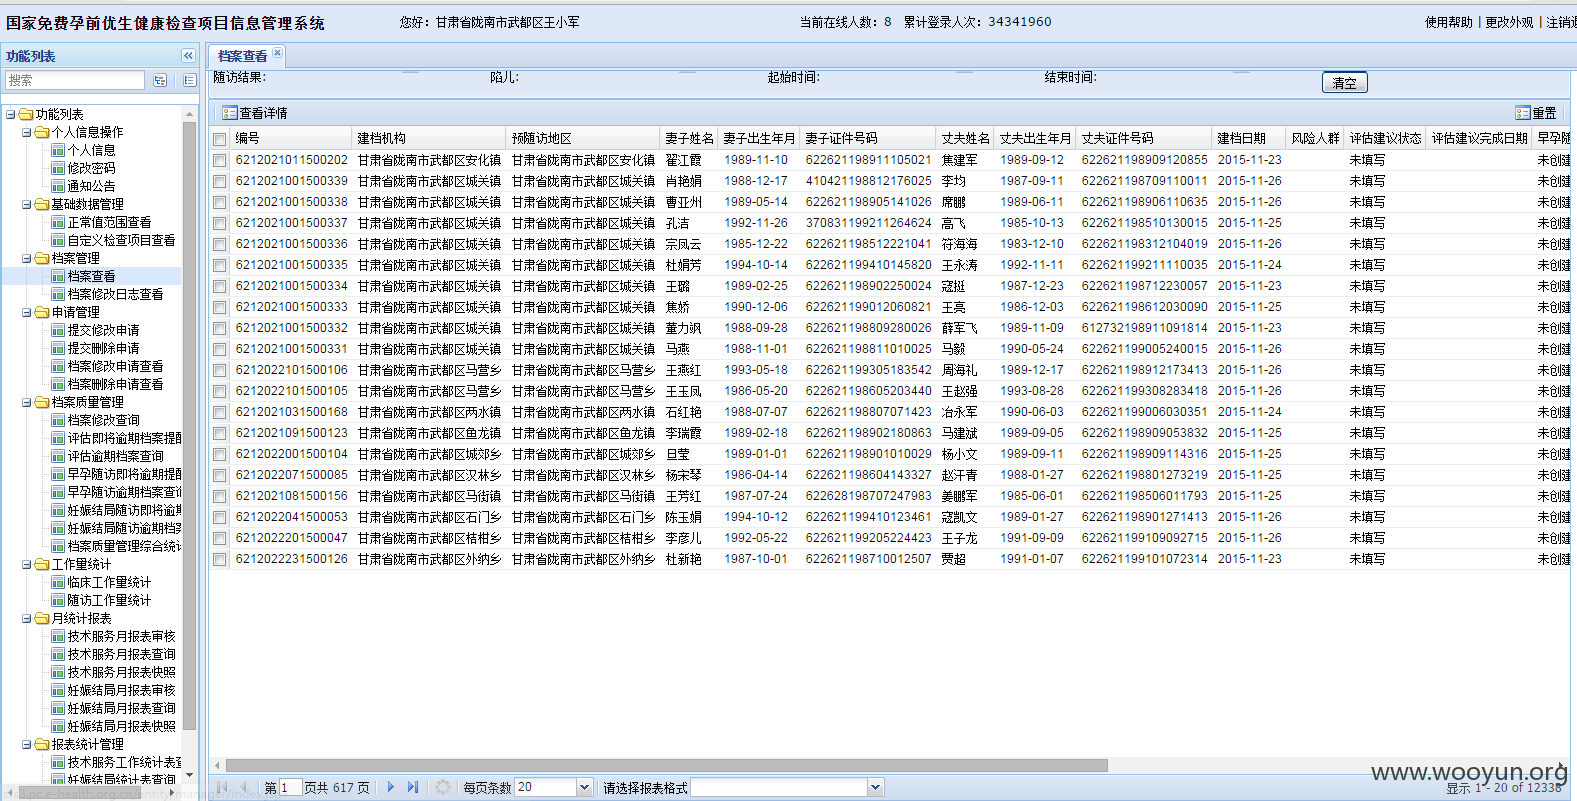 国家免费孕前优生健康检查项目信息管理系统 您好：甘肃省陇南市武都区王小军 当前在线人数：8 累计登录人次：34341960 使用帮助 | 更改外观 | 注销退
功能列表
搜索
功能列表
个人信息操作
个人信息
修改密码
通知公告
基础数据管理
正常值范围查看
自定义检查项目查看
档案管理
档案查看
档案修改日志查看
申请管理
提交修改申请
提交删除申请
档案修改申请查看
档案删除申请查看
档案质量管理
档案修改查询
评估即将逾期档案提醒
评估逾期档案查询
早孕随访即将逾期提醒
早孕随访逾期档案查询
妊娠结局随访即将逾期
妊娠结局随访逾期档案
档案质量管理综合统计
工作量统计
临床工作量统计
随访工作量统计
月统计报表
技术服务月报表审核
技术服务月报表查询
技术服务月报表快照
妊娠结局月报表审核
妊娠结局月报表查询
妊娠结局月报表快照
报表统计管理
技术服务工作统计表查
妊娠结局统计表查询
档案查看
随访结果: 陷儿: 起始时间: 结束时间: 清空
查看详情 重置
编号 建档机构 预随访地区 妻子姓名 妻子出生年月 妻子证件号码 丈夫姓名 丈夫出生年月 丈夫证件号码 建档日期 风险人群 评估建议状态 评估建议完成日期 早孕随
6212021011500202 甘肃省陇南市武都区安化镇 甘肃省陇南市武都区安化镇 翟江霞 1989-11-10 622621198911105021 焦建军 1989-09-12 622621198909120855 2015-11-23 未填写 未创建
6212021001500339 甘肃省陇南市武都区城关镇 甘肃省陇南市武都区城关镇 肖艳娟 1988-12-17 410421198812176025 李均 1987-09-11 622621198709110011 2015-11-26 未填写 未创建
6212021001500338 甘肃省陇南市武都区城关镇 甘肃省陇南市武都区城关镇 曹亚州 1989-05-14 622621198905141026 席鹏 1989-06-11 622621198906110635 2015-11-26 未填写 未创建
6212021001500337 甘肃省陇南市武都区城关镇 甘肃省陇南市武都区城关镇 孔洁 1992-11-26 370831199211264624 高飞 1985-10-13 622621198510130015 2015-11-25 未填写 未创建
6212021001500336 甘肃省陇南市武都区城关镇 甘肃省陇南市武都区城关镇 宗凤云 1985-12-22 622621198512221041 符海海 1983-12-10 622621198312104019 2015-11-26 未填写 未创建
6212021001500335 甘肃省陇南市武都区城关镇 甘肃省陇南市武都区城关镇 杜娟芳 1994-10-14 622621199410145820 王永涛 1992-11-11 622621199211110035 2015-11-24 未填写 未创建
6212021001500334 甘肃省陇南市武都区城关镇 甘肃省陇南市武都区城关镇 王璐 1989-02-25 622621198902250024 寇挺 1987-12-23 622621198712230057 2015-11-23 未填写 未创建
6212021001500333 甘肃省陇南市武都区城关镇 甘肃省陇南市武都区城关镇 焦娇 1990-12-06 622621199012060821 王亮 1986-12-03 622621198612030090 2015-11-25 未填写 未创建
6212021001500332 甘肃省陇南市武都区城关镇 甘肃省陇南市武都区城关镇 董力飒 1988-09-28 622621198809280026 薛军飞 1989-11-09 612732198911091814 2015-11-23 未填写 未创建
6212021001500331 甘肃省陇南市武都区城关镇 甘肃省陇南市武都区城关镇 马燕 1988-11-01 622621198811010025 马毅 1990-05-24 622621199005240015 2015-11-26 未填写 未创建
6212022101500106 甘肃省陇南市武都区马营乡 甘肃省陇南市武都区马营乡 王燕红 1993-05-18 622621199305183542 周海礼 1989-12-17 622621198912173413 2015-11-26 未填写 未创建
6212022101500105 甘肃省陇南市武都区马营乡 甘肃省陇南市武都区马营乡 王玉凤 1986-05-20 622621198605203440 王赵强 1993-08-28 622621199308283418 2015-11-26 未填写 未创建
6212021031500168 甘肃省陇南市武都区两水镇 甘肃省陇南市武都区两水镇 石红艳 1988-07-07 622621198807071423 冶永军 1990-06-03 622621199006030351 2015-11-24 未填写 未创建
6212021091500123 甘肃省陇南市武都区鱼龙镇 甘肃省陇南市武都区鱼龙镇 李瑞霞 1989-02-18 622621198902180863 马建斌 1989-09-05 622621198909053832 2015-11-25 未填写 未创建
6212022001500104 甘肃省陇南市武都区城郊乡 甘肃省陇南市武都区城郊乡 旦莹 1989-01-01 622621198901010029 杨小文 1989-09-11 622621198909114316 2015-11-25 未填写 未创建
6212022071500085 甘肃省陇南市武都区汉林乡 甘肃省陇南市武都区汉林乡 杨宋琴 1986-04-14 622621198604143327 赵汗青 1988-01-27 622621198801273219 2015-11-25 未填写 未创建
6212021081500156 甘肃省陇南市武都区马街镇 甘肃省陇南市武都区马街镇 王芳红 1987-07-24 622628198707247983 姜鹏军 1985-06-01 622621198506011793 2015-11-25 未填写 未创建
6212022041500053 甘肃省陇南市武都区石门乡 甘肃省陇南市武都区石门乡 陈玉娟 1994-10-12 622621199410123461 寇凯文 1989-01-27 622621198901271413 2015-11-26 未填写 未创建
6212022201500047 甘肃省陇南市武都区桔柑乡 甘肃省陇南市武都区桔柑乡 李彦儿 1992-05-22 622621199205224423 王子龙 1991-09-09 622621199109092715 2015-11-26 未填写 未创建
6212022231500126 甘肃省陇南市武都区外纳乡 甘肃省陇南市武都区外纳乡 杜新艳 1987-10-01 622621198710012507 贾超 1991-01-07 622621199101072314 2015-11-23 未填写 未创建
第 1 页共 617 页 每页条数 20 请选择报表格式 显示 1 - 20 of 12338
www.wooyun.org